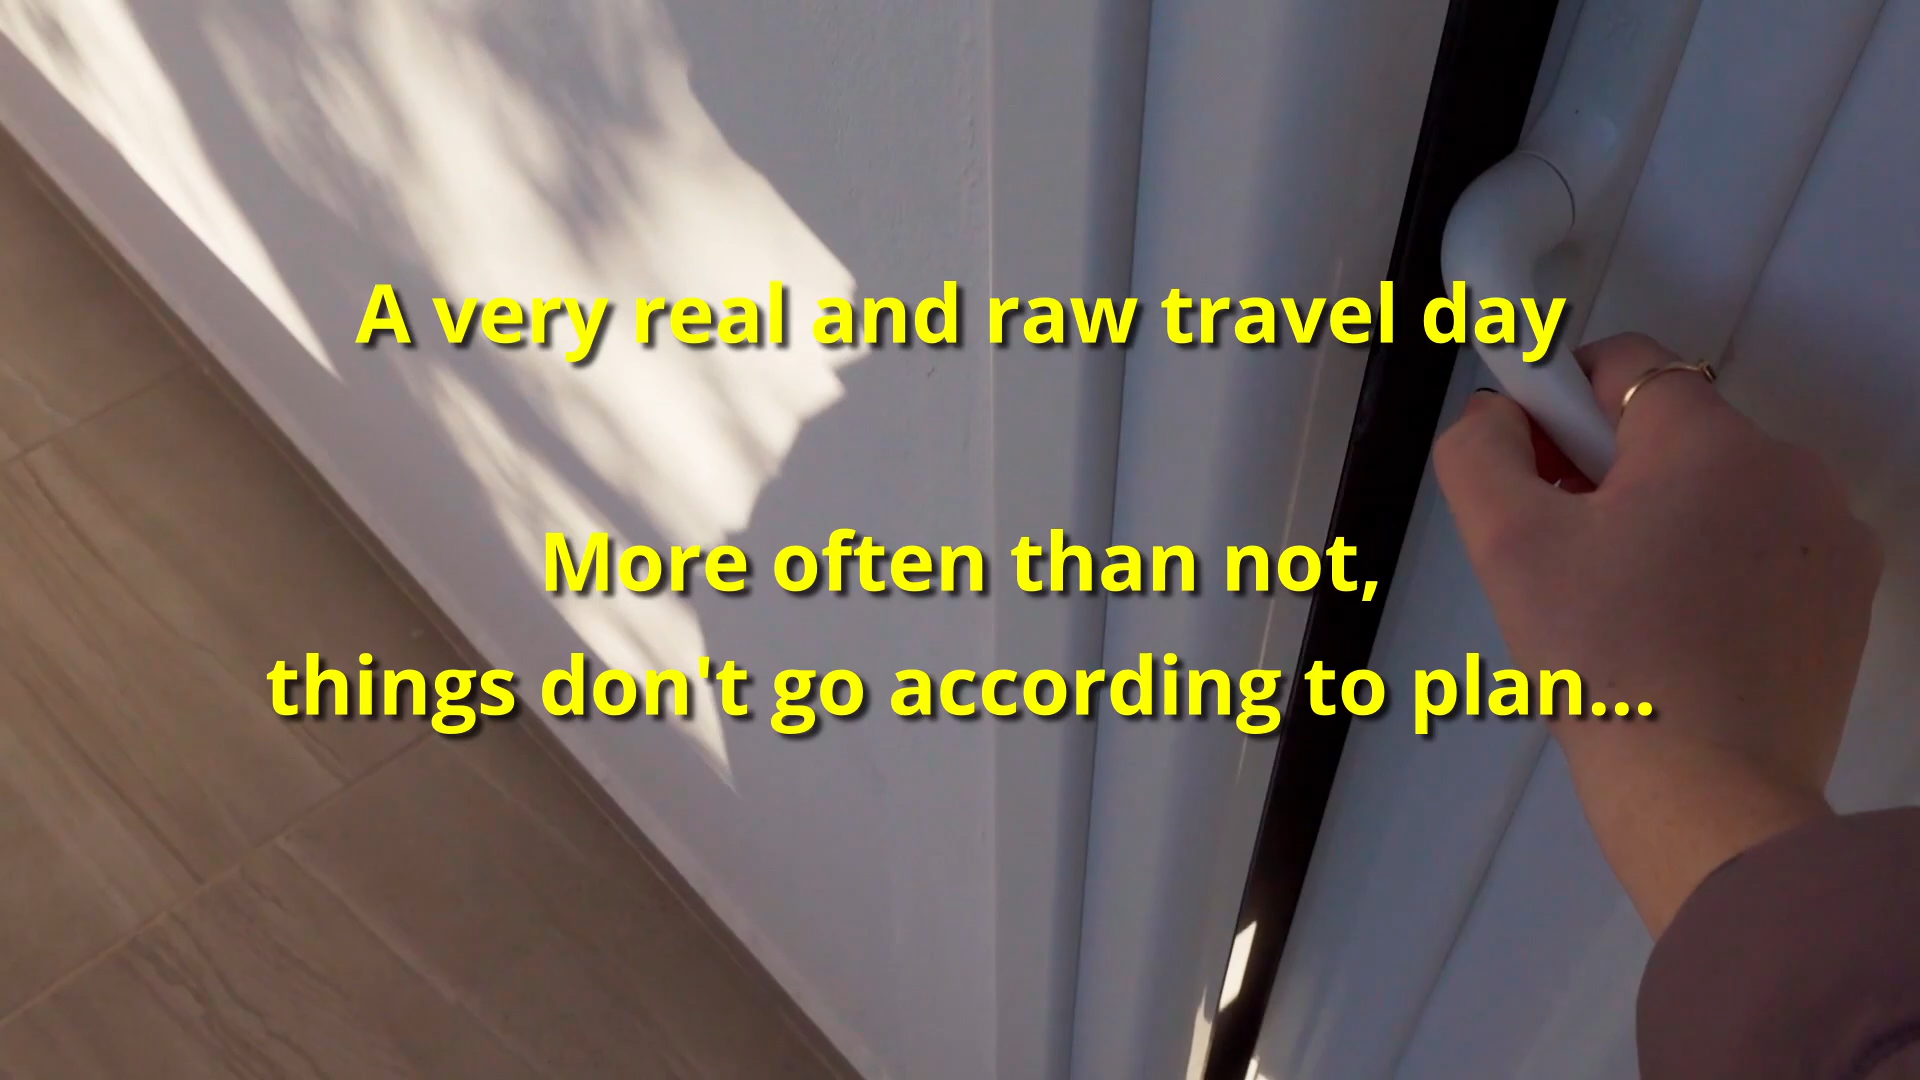 A very real and raw travel day
More often than not,
things don't go according to plan...